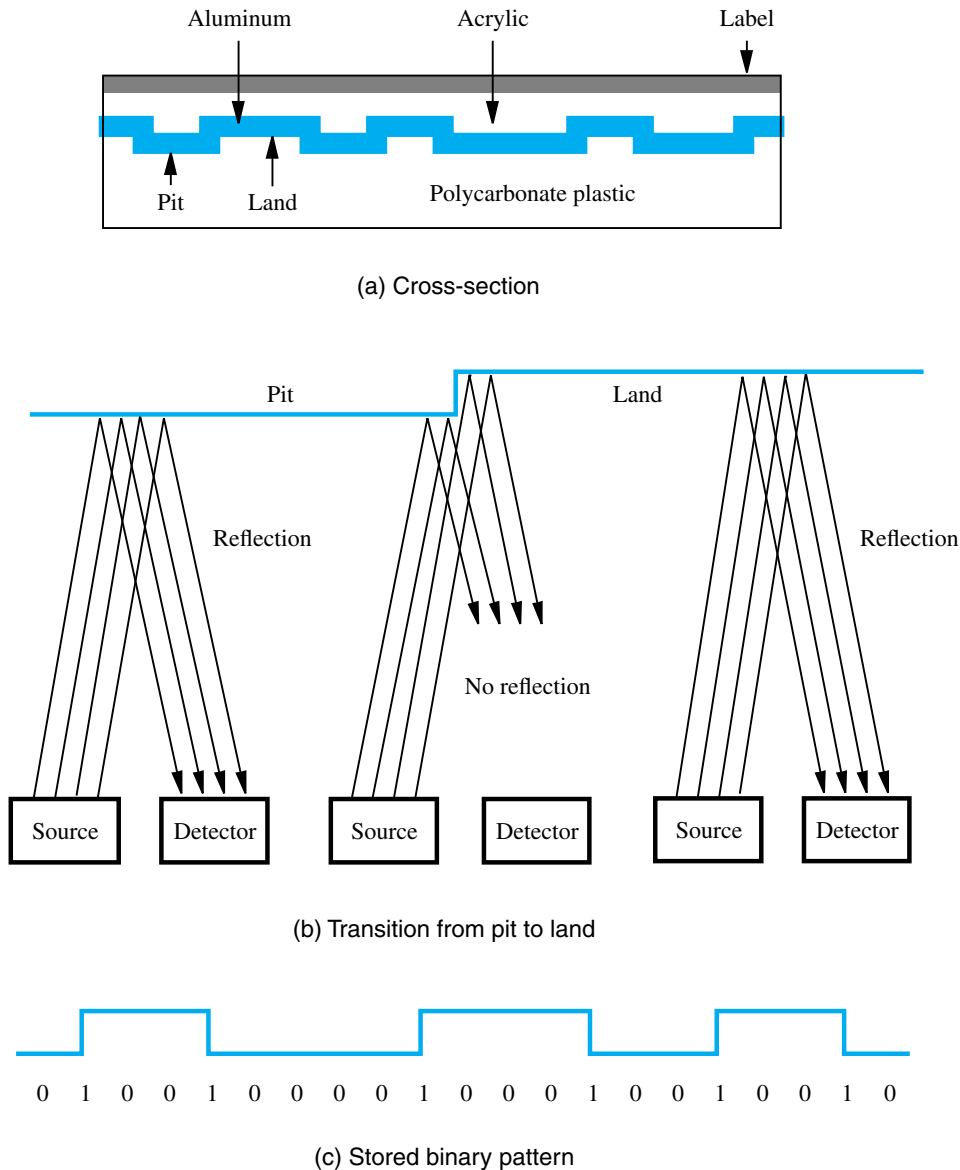 Aluminum Acrylic Label
Pit Land Polycarbonate plastic
(a) Cross-section
Pit Land
Reflection Reflection
No reflection
Source Detector Source Detector Source Detector
(b) Transition from pit to land
0 1 0 0 1 0 0 0 0 1 0 0 0 1 0 0 1 0 0 1 0
(c) Stored binary pattern